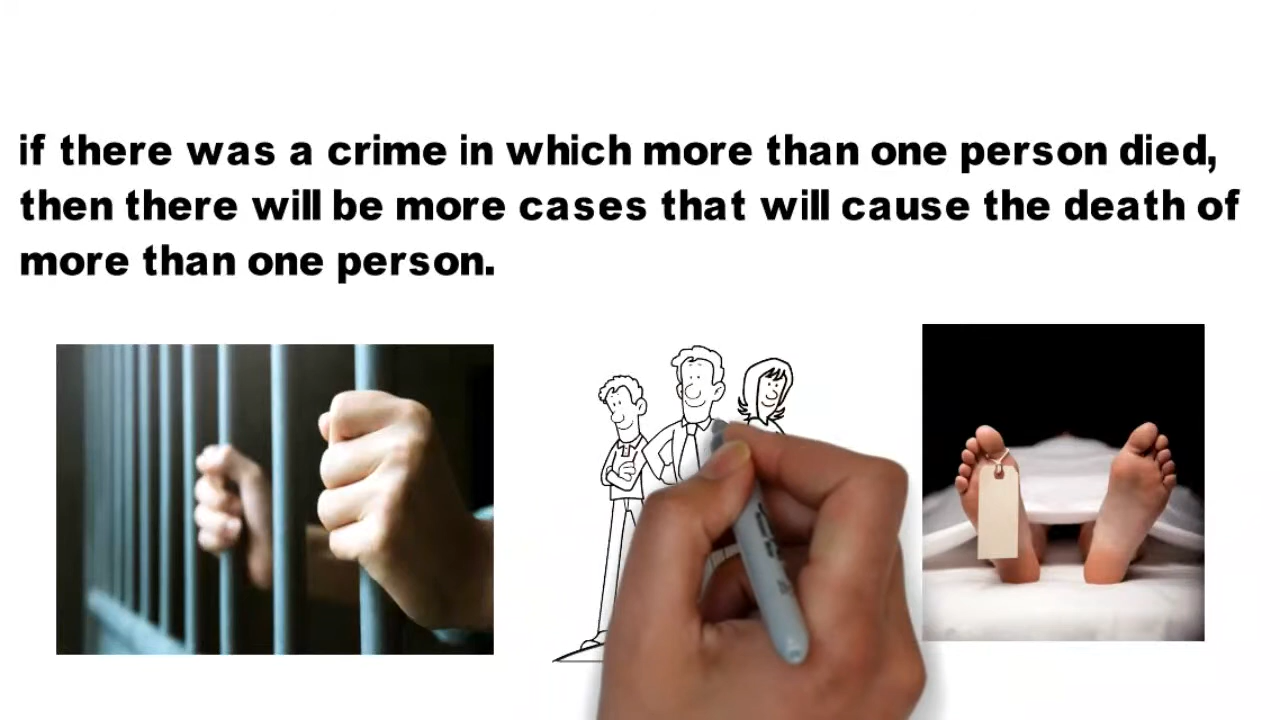 if there was a crime in which more than one person died,
then there will be more cases that will cause the death of
more than one person.